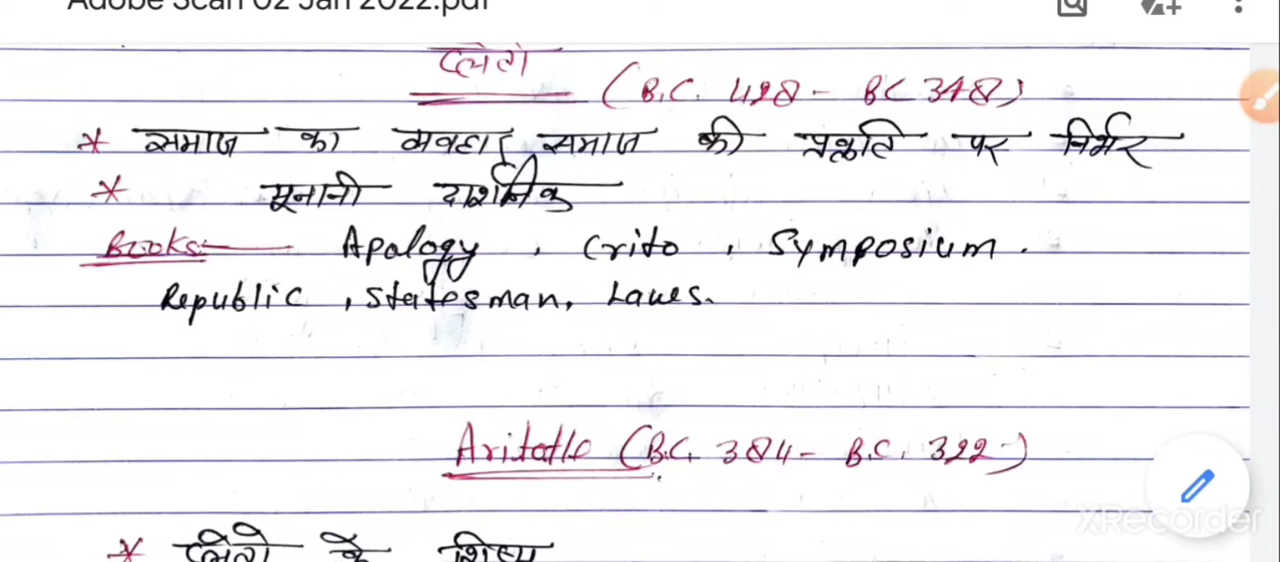 Adobe Scan 02 Jan 2022.pdf
प्लेटो
(B.C. 428 - BC 348)
* समाज का व्यवहार समाज की प्रकृति पर निर्भर
* यूनानी दार्शनिक
Books:- Apology, Crito, Symposium.
Republic, Statesman, Lawes.
Aritotle (B.C. 384 - B.C. 322)
* प्लेटो के शिष्य
XRecorder